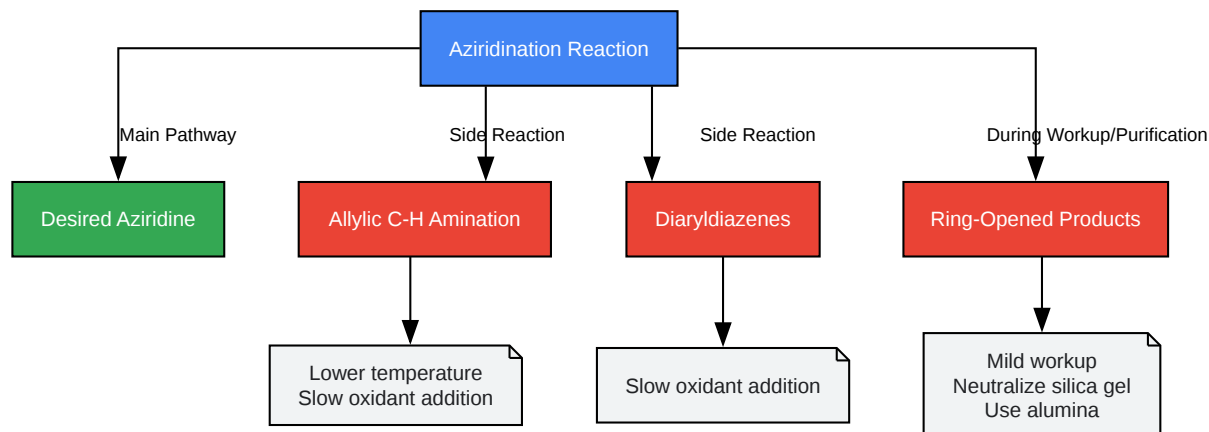 Aziridination Reaction
Main Pathway
Side Reaction
Side Reaction
During Workup/Purification
Desired Aziridine
Allylic C-H Amination
Diaryldiazenes
Ring-Opened Products
Lower temperature
Slow oxidant addition
Slow oxidant addition
Mild workup
Neutralize silica gel
Use alumina